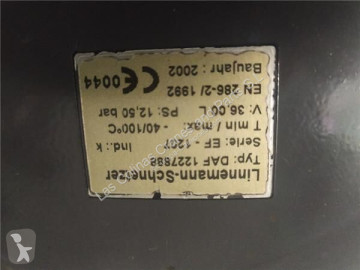 Linnemann-Schnetzer
Typ: DAF 1227888
Serie: EF - 1207 Ind.: k
T min / max: - 40/100°C
V: 36,00 L PS: 12,50 bar
EN 286-2/ 1992
Baujahr : 2002 CE 0044